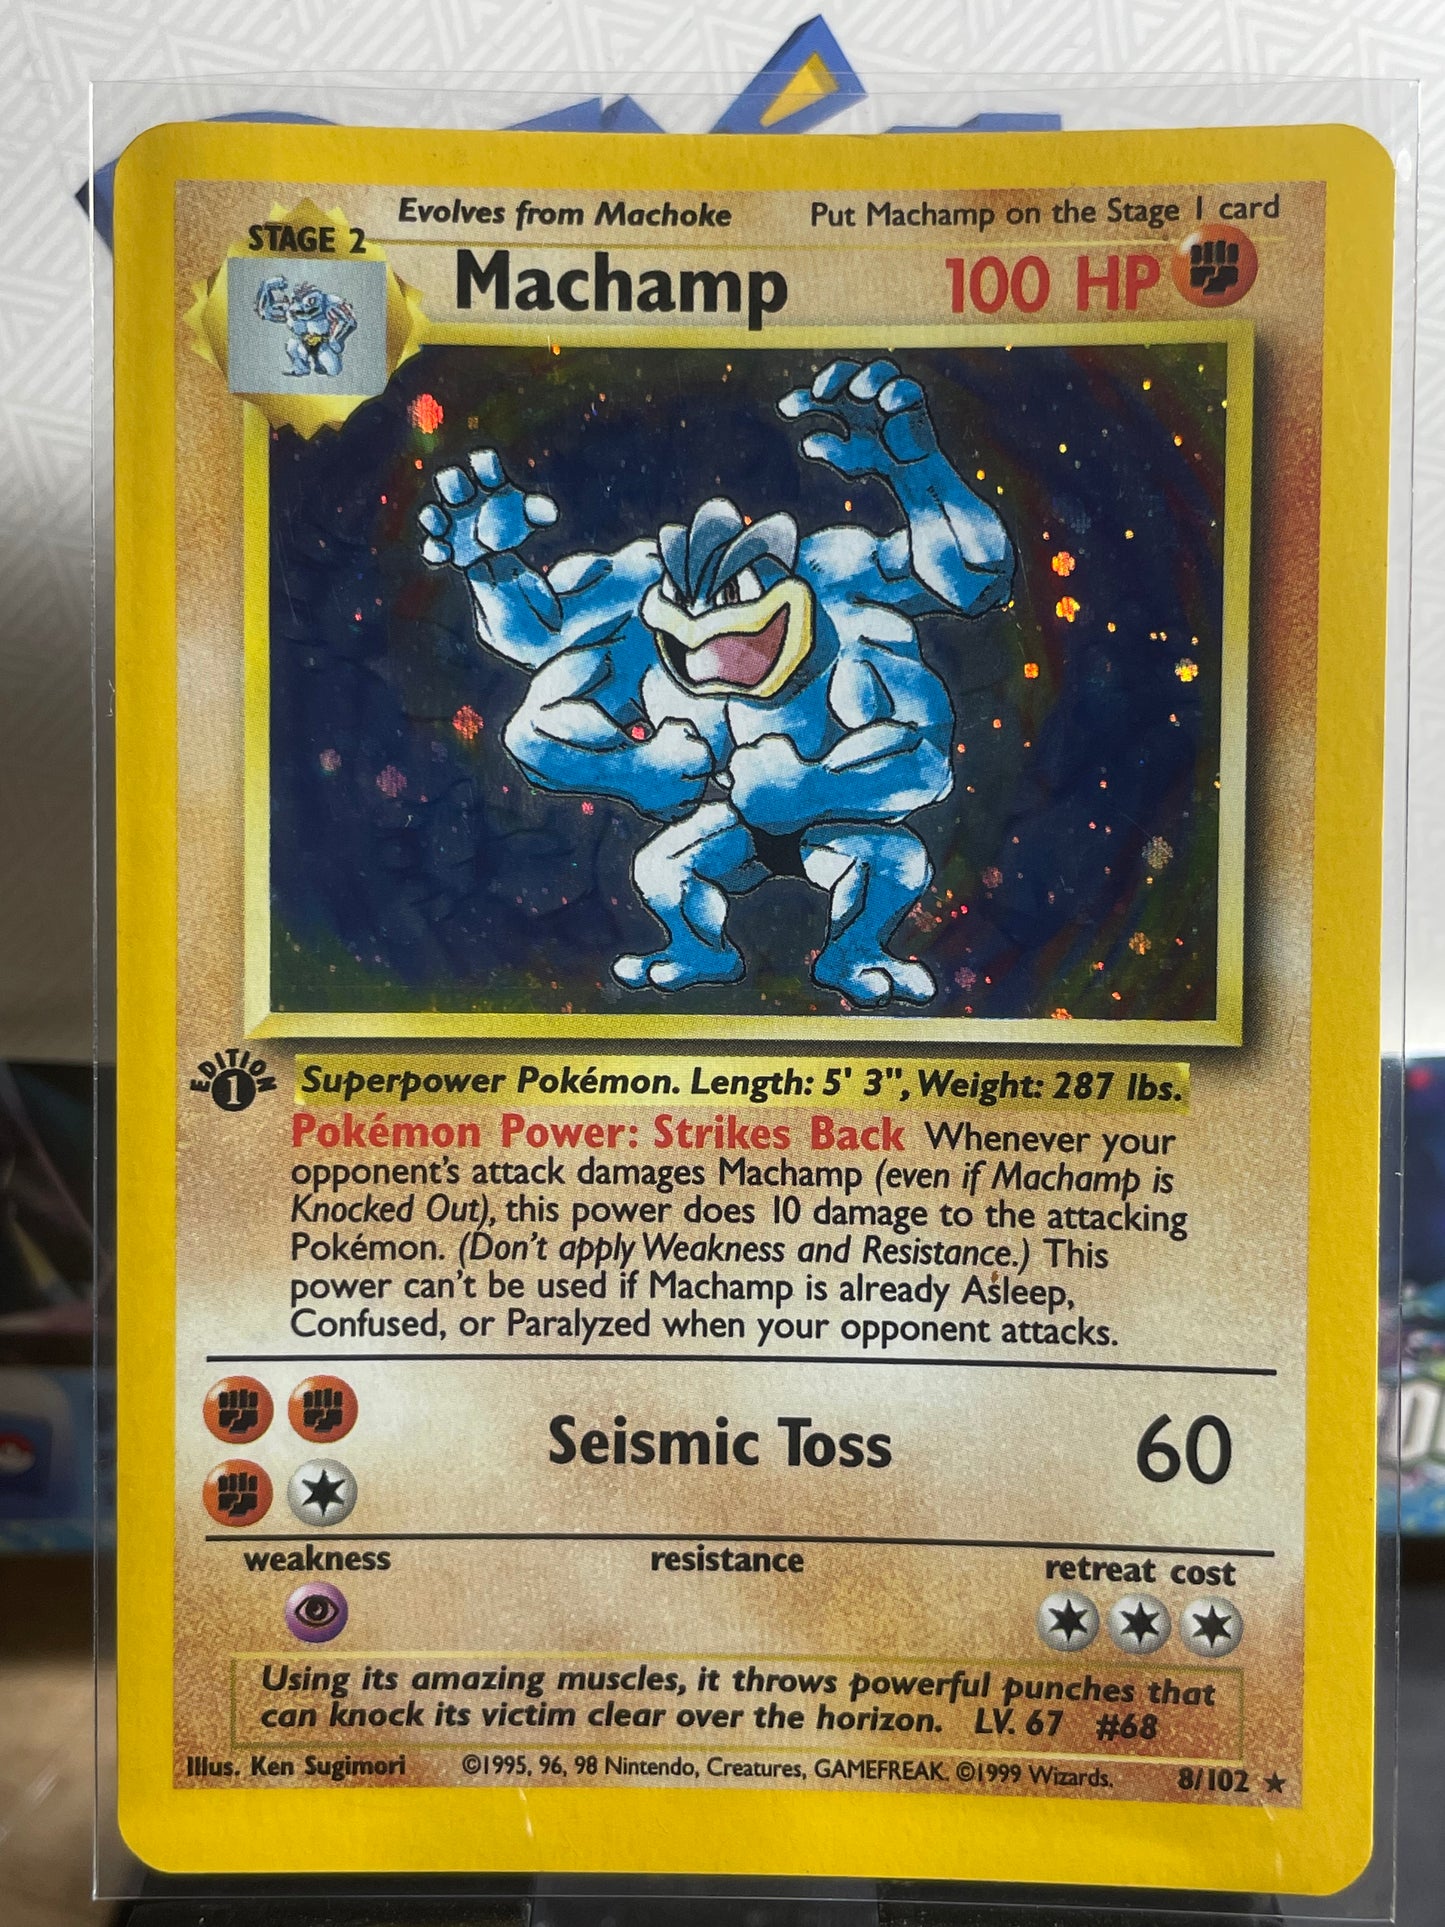 Evolves from Machoke Put Machamp on the Stage 1 card
STAGE 2
Machamp 100 HP
EDITION
1
Superpower Pokémon. Length: 5' 3", Weight: 287 lbs.
Pokémon Power: Strikes Back Whenever your
opponent's attack damages Machamp (even if Machamp is
Knocked Out), this power does 10 damage to the attacking
Pokémon. (Don't apply Weakness and Resistance.) This
power can't be used if Machamp is already Asleep,
Confused, or Paralyzed when your opponent attacks.
Seismic Toss 60
weakness resistance retreat cost
Using its amazing muscles, it throws powerful punches that
can knock its victim clear over the horizon. LV. 67 #68
Illus. Ken Sugimori ©1995, 96, 98 Nintendo, Creatures, GAMEFREAK. ©1999 Wizards. 8/102 ★